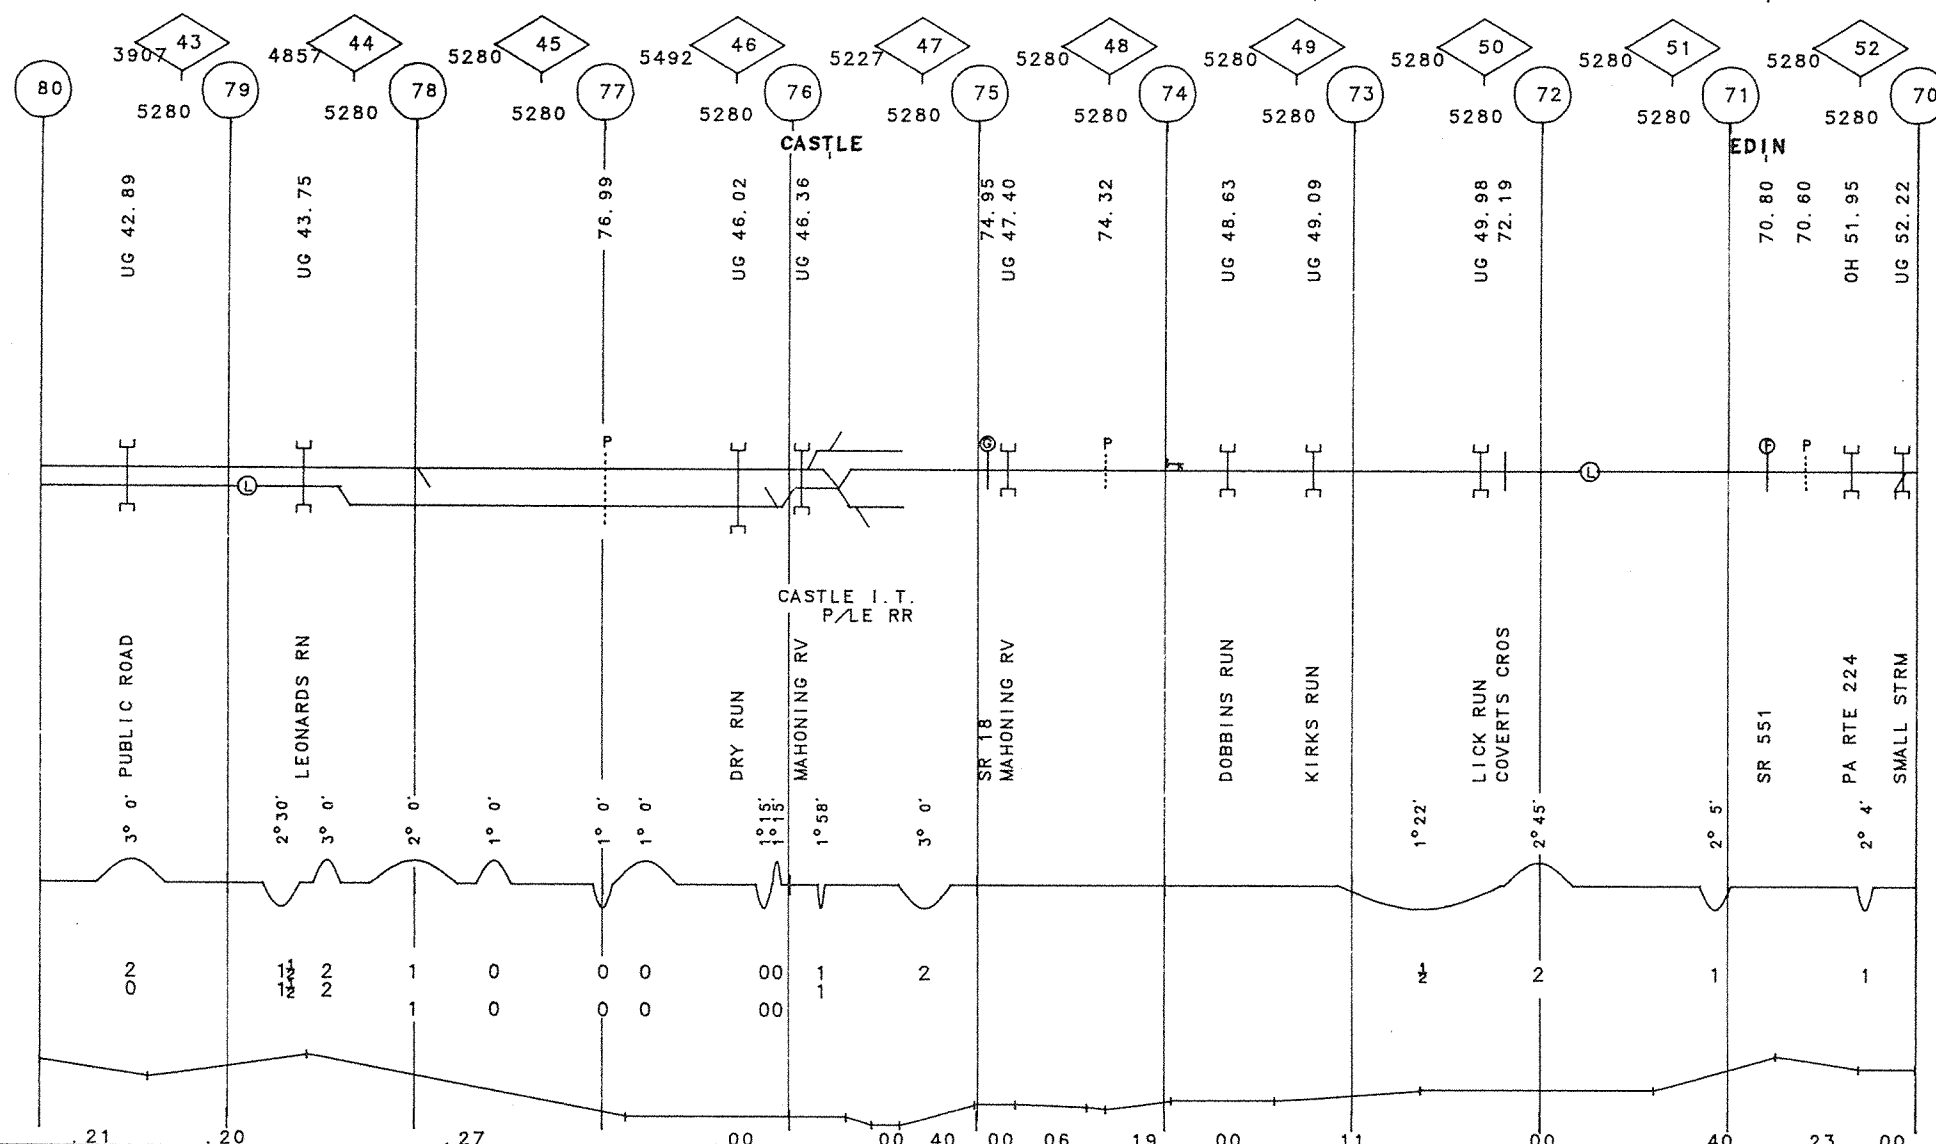 43 44 45 46 47 48 49 50 51 52
3907 4857 5280 5492 5227 5280 5280 5280 5280 5280
80 79 78 77 76 75 74 73 72 71 70
5280 5280 5280 5280 5280 5280 5280 5280 5280 5280
CASTLE
EDIN
UG 42.89
UG 43.75
76.99
UG 46.02
UG 46.36
74.95
UG 47.40
74.32
UG 48.63
UG 49.09
UG 49.98
72.19
70.80
70.60
OH 51.95
UG 52.22
P G P F P
L L
CASTLE I.T.
P/LE RR
PUBLIC ROAD
LEONARDS RN
DRY RUN
MAHONING RV
SR 18
MAHONING RV
DOBBINS RUN
KIRKS RUN
LICK RUN
COVERTS CROS
SR 551
PA RTE 224
SMALL STRM
3° 0'
2°30'
3° 0'
2° 0'
1° 0'
1° 0'
1° 0'
1°15'
1°15'
1°58'
3° 0'
1°22'
2°45'
2° 5'
2° 4'
2 1½ 2 1 0 0 0 00 1 2 ½ 2 1 1
0 1½ 2 1
1 0 0 0 00
.21 .20 .27 00 00 40 00 06 19 00 11 00 40 23 00